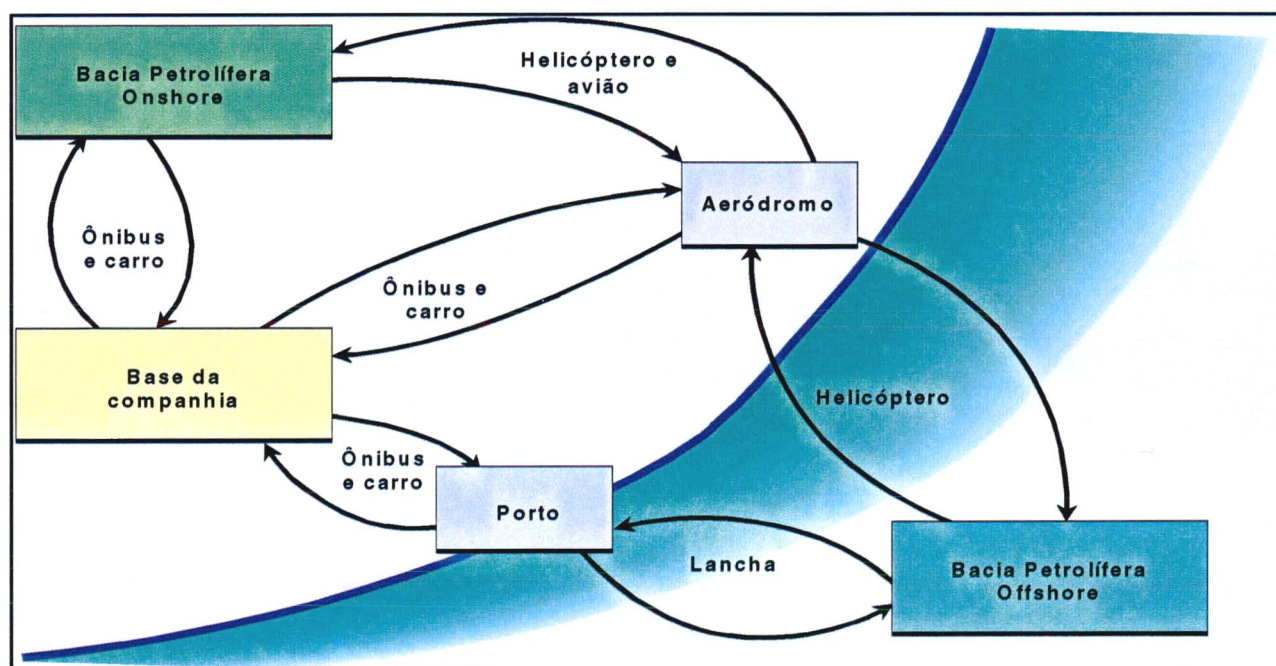 Bacia Petrolífera
Onshore
Helicóptero e
avião
Aeródromo
Ônibus
e carro
Ônibus e
carro
Base da
companhia
Helicóptero
Ônibus
e carro
Porto
Lancha
Bacia Petrolífera
Offshore